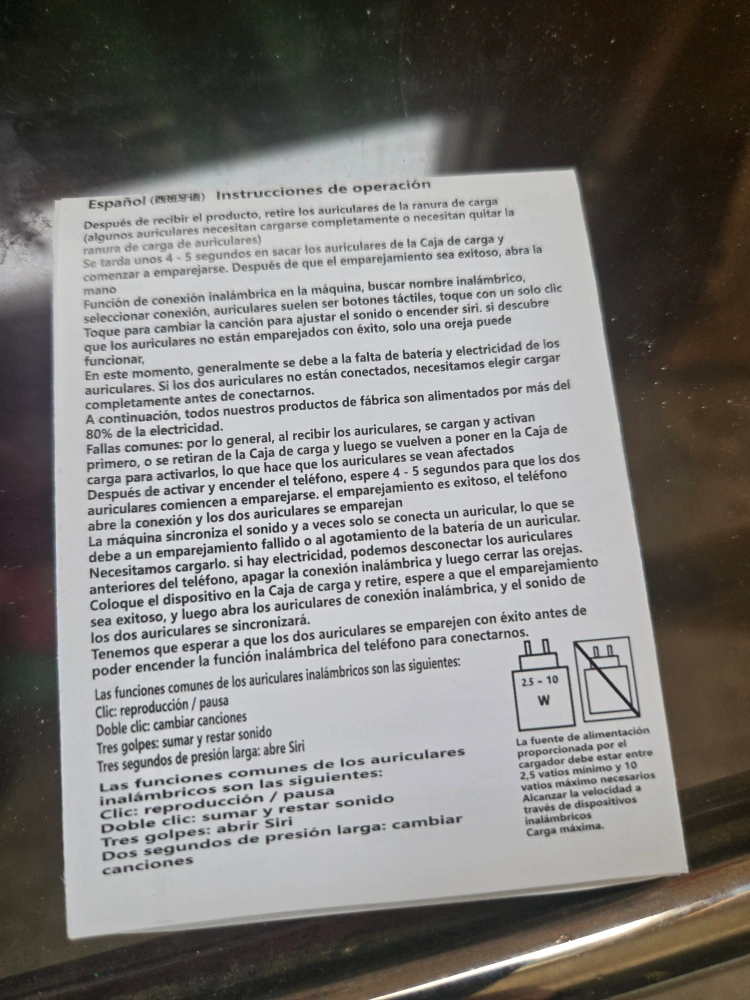 Español (西班牙语) Instrucciones de operación
Después de recibir el producto, retire los auriculares de la ranura de carga
(algunos auriculares necesitan cargarse completamente o necesitan quitar la
ranura de carga de auriculares)
Se tarda unos 4 - 5 segundos en sacar los auriculares de la Caja de carga y
comenzar a emparejarse. Después de que el emparejamiento sea exitoso, abra la
mano
Función de conexión inalámbrica en la máquina, buscar nombre inalámbrico,
seleccionar conexión, auriculares suelen ser botones táctiles, toque con un solo clic
Toque para cambiar la canción para ajustar el sonido o encender siri. si descubre
que los auriculares no están emparejados con éxito, solo una oreja puede
funcionar,
En este momento, generalmente se debe a la falta de batería y electricidad de los
auriculares. Si los dos auriculares no están conectados, necesitamos elegir cargar
completamente antes de conectarnos.
A continuación, todos nuestros productos de fábrica son alimentados por más del
80% de la electricidad.
Fallas comunes: por lo general, al recibir los auriculares, se cargan y activan
primero, o se retiran de la Caja de carga y luego se vuelven a poner en la Caja de
carga para activarlos, lo que hace que los auriculares se vean afectados
Después de activar y encender el teléfono, espere 4 - 5 segundos para que los dos
auriculares comiencen a emparejarse. el emparejamiento es exitoso, el teléfono
abre la conexión y los dos auriculares se emparejan
La máquina sincroniza el sonido y a veces solo se conecta un auricular, lo que se
debe a un emparejamiento fallido o al agotamiento de la batería de un auricular.
Necesitamos cargarlo. si hay electricidad, podemos desconectar los auriculares
anteriores del teléfono, apagar la conexión inalámbrica y luego cerrar las orejas.
Coloque el dispositivo en la Caja de carga y retire, espere a que el emparejamiento
sea exitoso, y luego abra los auriculares de conexión inalámbrica, y el sonido de
los dos auriculares se sincronizará.
Tenemos que esperar a que los dos auriculares se emparejen con éxito antes de
poder encender la función inalámbrica del teléfono para conectarnos.
Las funciones comunes de los auriculares inalámbricos son las siguientes:
Clic: reproducción / pausa
Doble clic: cambiar canciones
Tres golpes: sumar y restar sonido
Tres segundos de presión larga: abre Siri
Las funciones comunes de los auriculares
inalámbricos son las siguientes:
Clic: reproducción / pausa
Doble clic: sumar y restar sonido
Tres golpes: abrir Siri
Dos segundos de presión larga: cambiar
canciones
2.5 - 10
W
La fuente de alimentación
proporcionada por el
cargador debe estar entre
2,5 vatios mínimo y 10
vatios máximo necesarios
Alcanzar la velocidad a
través de dispositivos
inalámbricos
Carga máxima.